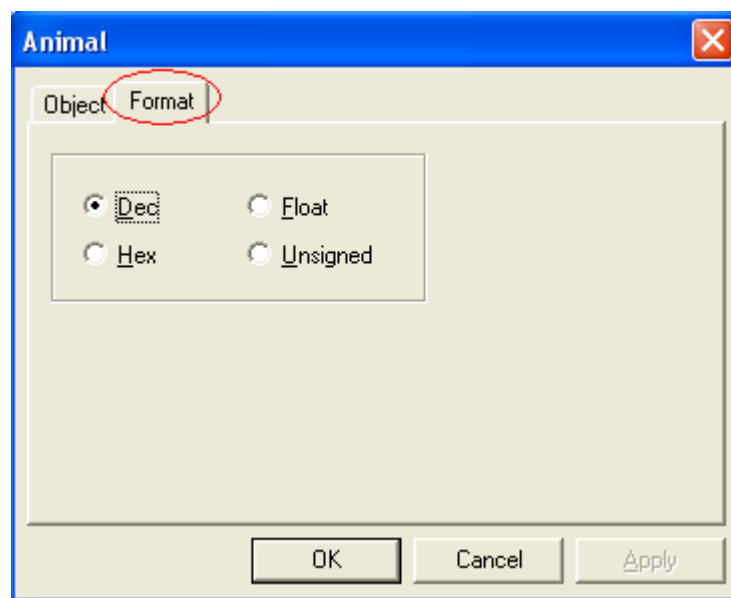 Animal
Object Format
Dec Float
Hex Unsigned
OK Cancel Apply